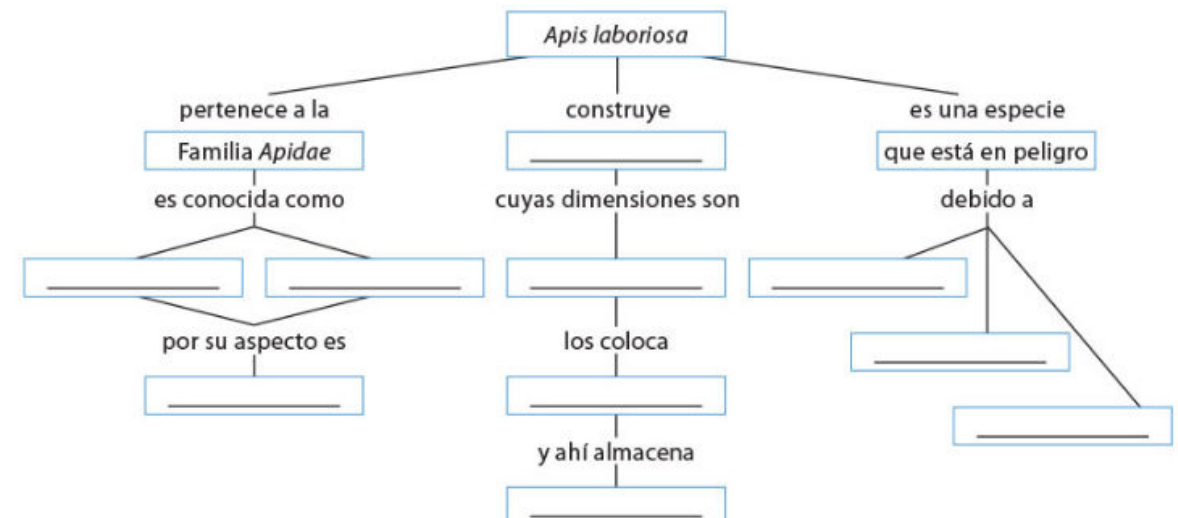 Apis laboriosa
pertenece a la
construye
es una especie
Familia Apidae
que está en peligro
es conocida como
cuyas dimensiones son
debido a
por su aspecto es
los coloca
y ahí almacena